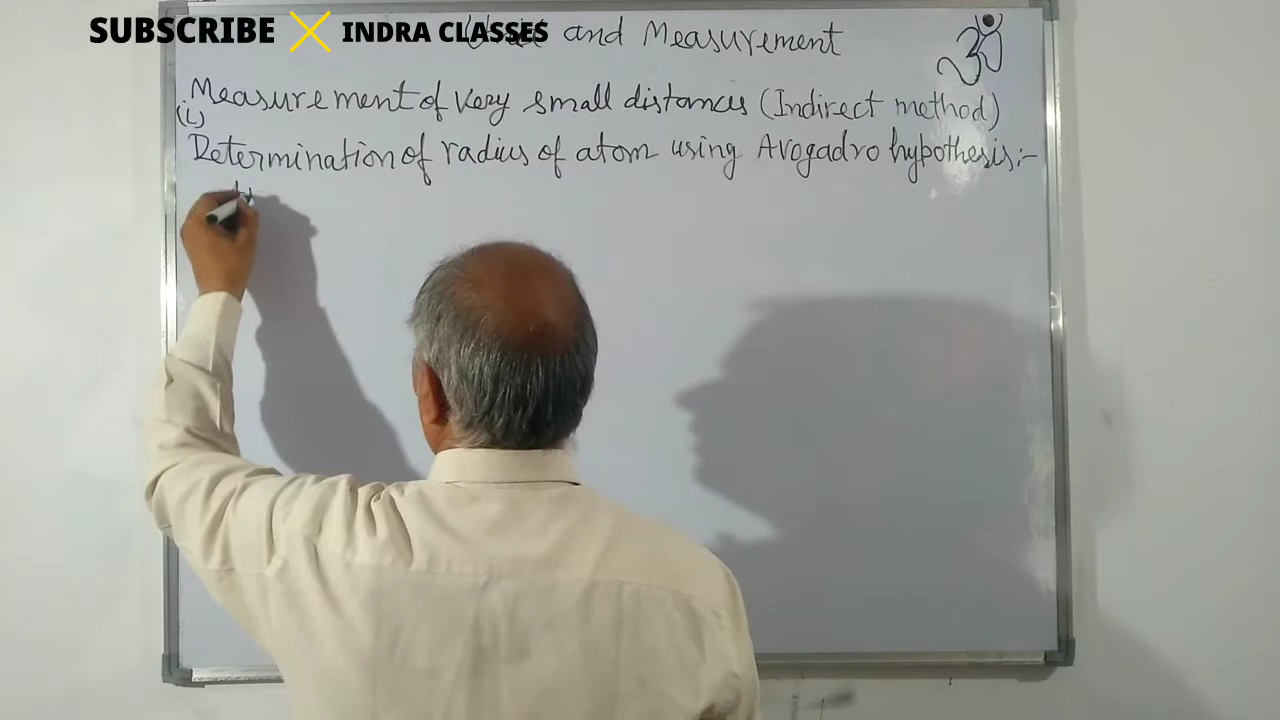 SUBSCRIBE INDRA CLASSES
and Measurement
ॐ
Measurement of very small distances (Indirect method)
(i)
Determination of radius of atom using Avogadro hypothesis:-